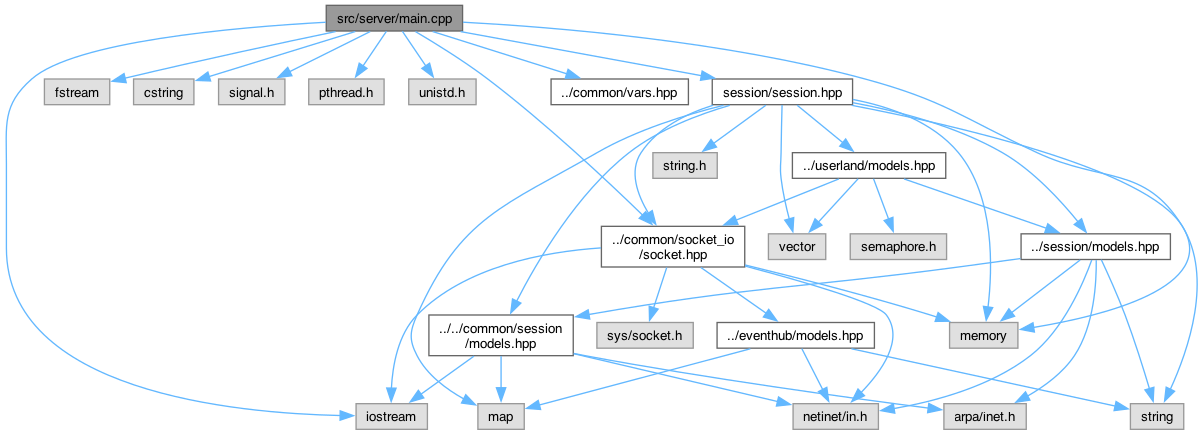 src/server/main.cpp
fstream
cstring
signal.h
pthread.h
unistd.h
../common/vars.hpp
session/session.hpp
string.h
../userland/models.hpp
../common/socket_io
/socket.hpp
vector
semaphore.h
../session/models.hpp
../../common/session
/models.hpp
sys/socket.h
../eventhub/models.hpp
memory
iostream
map
netinet/in.h
arpa/inet.h
string